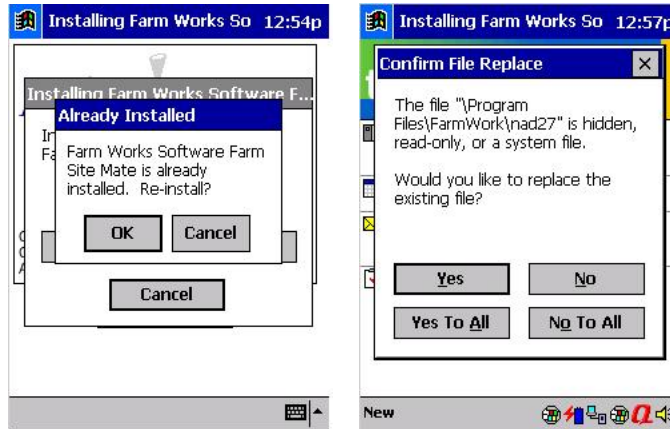 Installing Farm Works So 12:54p
Installing Farm Works Software F...
Already Installed
Farm Works Software Farm
Site Mate is already
installed. Re-install?
OK Cancel
Cancel
Installing Farm Works So 12:57p
Confirm File Replace
The file "\Program
Files\FarmWork\nad27" is hidden,
read-only, or a system file.
Would you like to replace the
existing file?
Yes No
Yes To All No To All
New